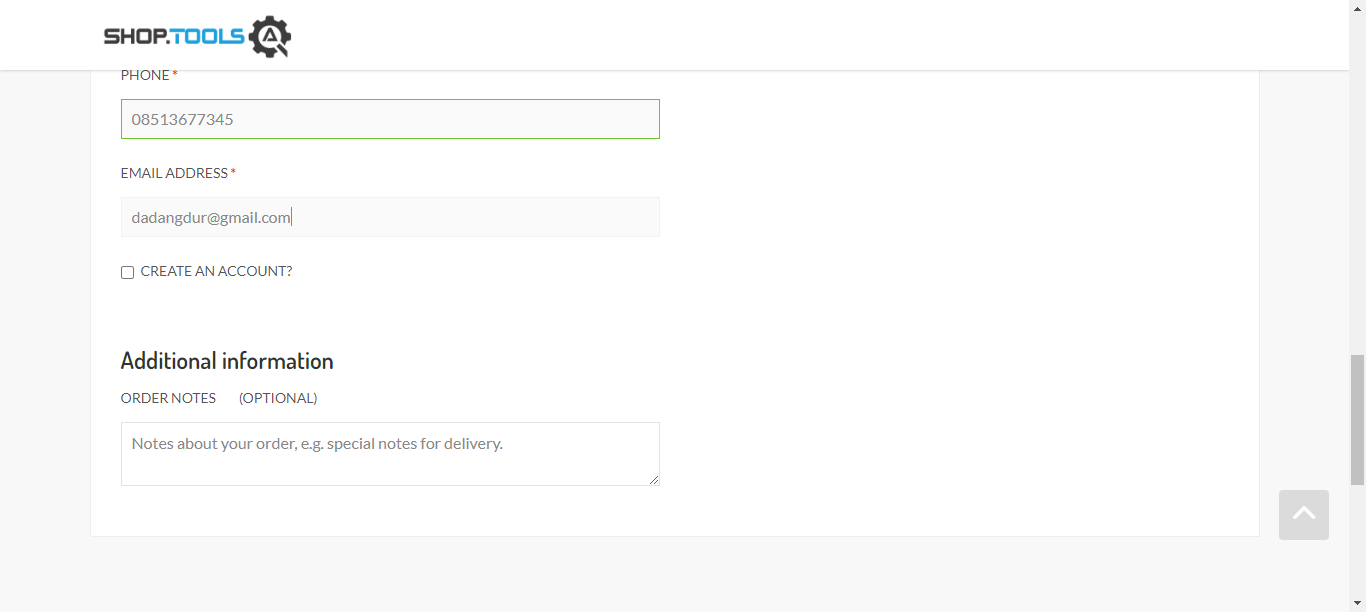 SHOP.TOOLS
PHONE *
08513677345
EMAIL ADDRESS *
dadangdur@gmail.com
CREATE AN ACCOUNT?
Additional information
ORDER NOTES (OPTIONAL)
Notes about your order, e.g. special notes for delivery.